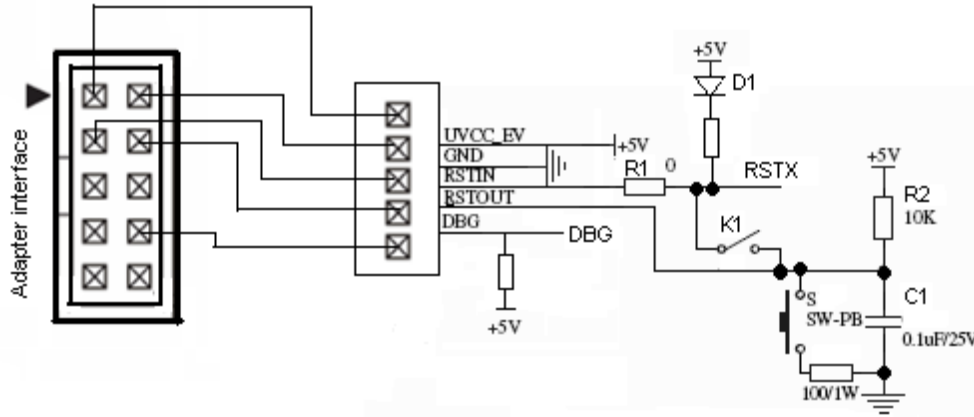 +5V
D1
UVCC_EV
+5V
GND
R1 0
RSTX
+5V
RSTIN
R2
10K
RSTOUT
K1
DBG
DBG
Adapter interface
S
SW-PB
C1
0.1uF/25V
+5V
100/1W